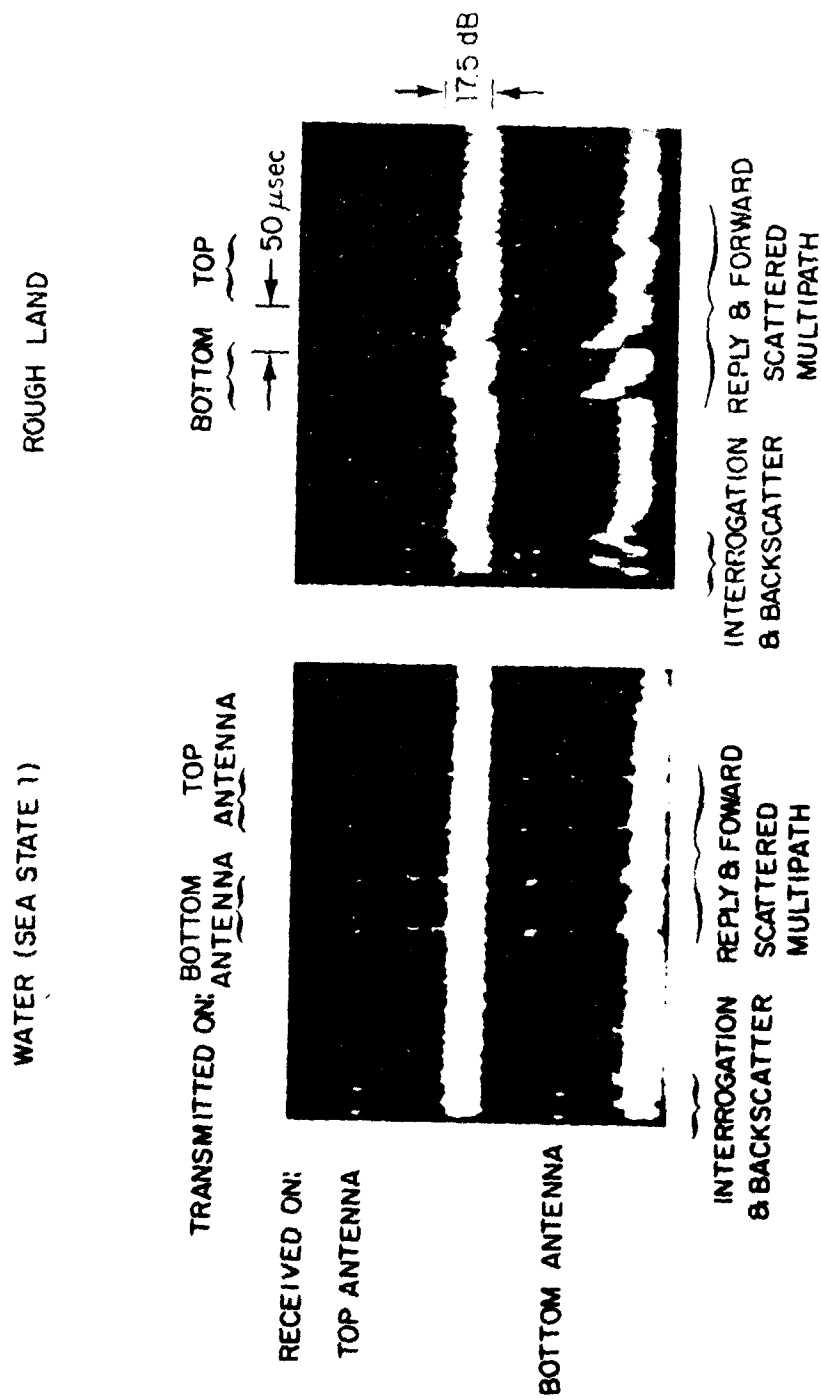 WATER (SEA STATE 1)
ROUGH LAND
TRANSMITTED ON:
BOTTOM
ANTENNA
TOP
ANTENNA
BOTTOM
TOP
50 μsec
17.5 dB
RECEIVED ON:
TOP ANTENNA
BOTTOM ANTENNA
INTERROGATION
& BACKSCATTER
REPLY & FOWARD
SCATTERED
MULTIPATH
INTERROGATION
& BACKSCATTER
REPLY & FORWARD
SCATTERED
MULTIPATH